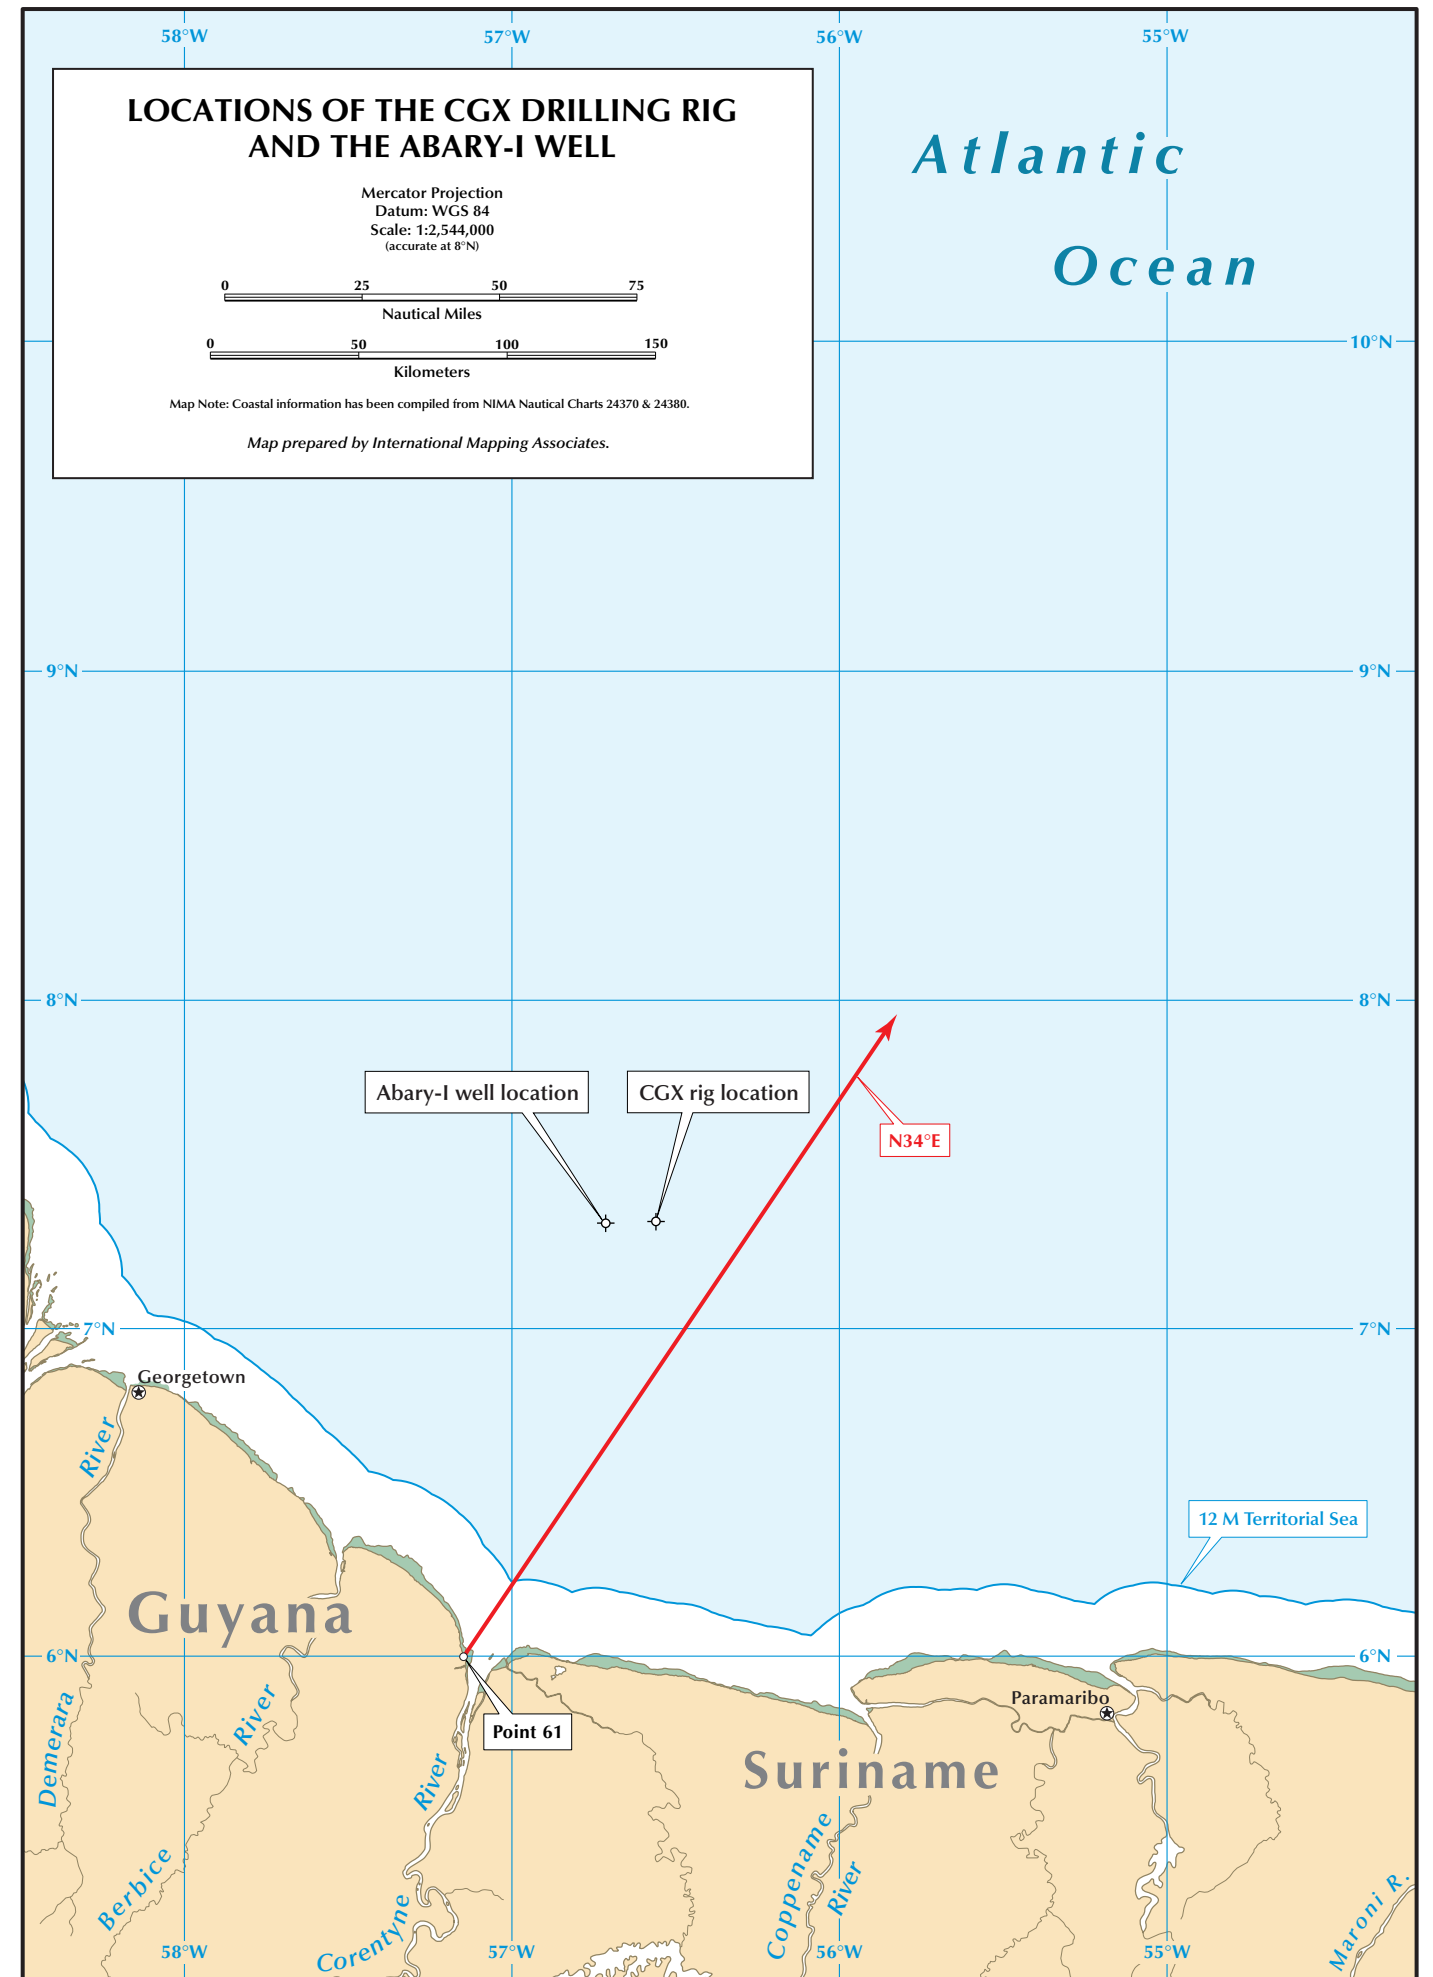 58°W
57°W
56°W
55°W
LOCATIONS OF THE CGX DRILLING RIG
AND THE ABARY-I WELL
Mercator Projection
Datum: WGS 84
Scale: 1:2,544,000
(accurate at 8°N)
0 25 50 75
Nautical Miles
0 50 100 150
Kilometers
Map Note: Coastal information has been compiled from NIMA Nautical Charts 24370 & 24380.
Map prepared by International Mapping Associates.
Atlantic
Ocean
10°N
9°N
9°N
8°N
8°N
Abary-I well location
CGX rig location
N34°E
7°N
7°N
Georgetown
River
12 M Territorial Sea
Guyana
6°N
6°N
Demerara
River
Paramaribo
Point 61
River
Suriname
Berbice
Coppename
River
Corentyne
Maroni R.
58°W
57°W
56°W
55°W